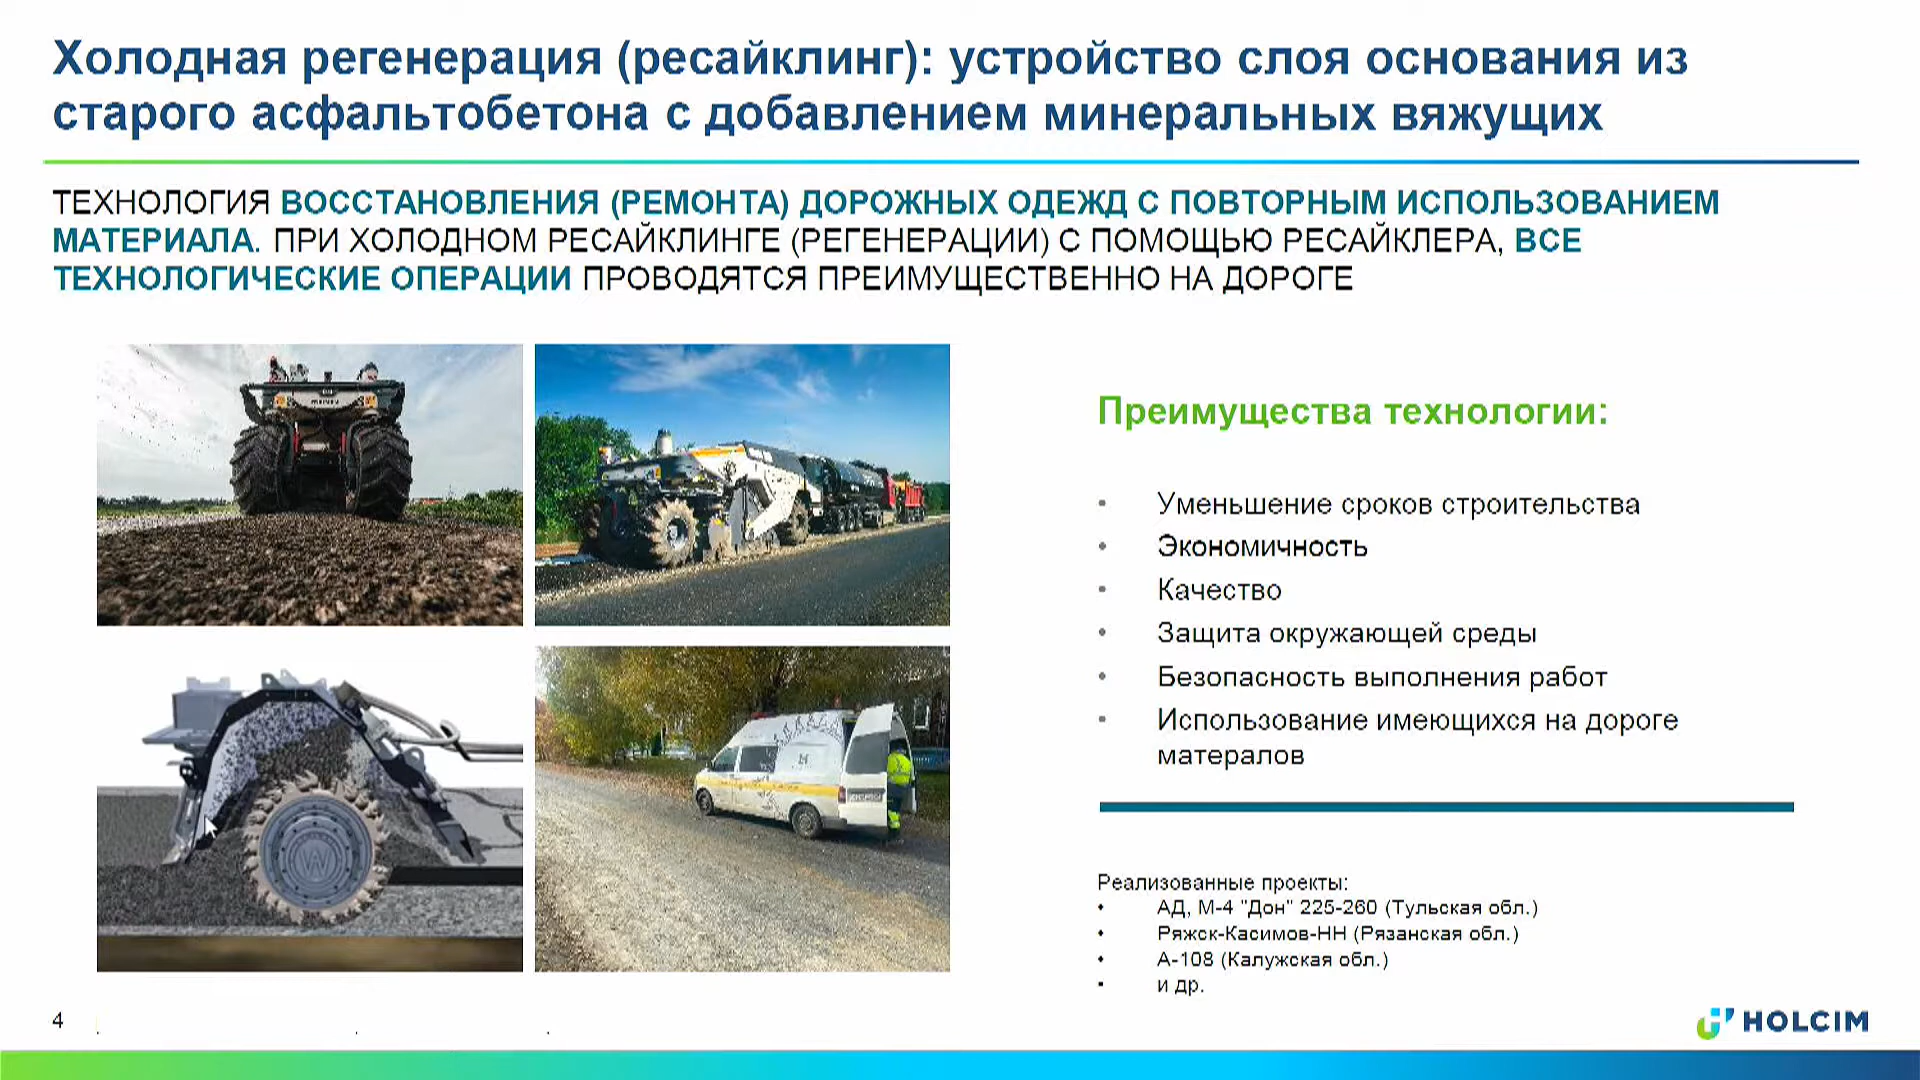 Холодная регенерация (ресайклинг): устройство слоя основания из
старого асфальтобетона с добавлением минеральных вяжущих
ТЕХНОЛОГИЯ ВОССТАНОВЛЕНИЯ (РЕМОНТА) ДОРОЖНЫХ ОДЕЖД С ПОВТОРНЫМ ИСПОЛЬЗОВАНИЕМ
МАТЕРИАЛА. ПРИ ХОЛОДНОМ РЕСАЙКЛИНГЕ (РЕГЕНЕРАЦИИ) С ПОМОЩЬЮ РЕСАЙКЛЕРА, ВСЕ
ТЕХНОЛОГИЧЕСКИЕ ОПЕРАЦИИ ПРОВОДЯТСЯ ПРЕИМУЩЕСТВЕННО НА ДОРОГЕ
Преимущества технологии:
• Уменьшение сроков строительства
• Экономичность
• Качество
• Защита окружающей среды
• Безопасность выполнения работ
• Использование имеющихся на дороге
матералов
Реализованные проекты:
• АД, М-4 "Дон" 225-260 (Тульская обл.)
• Ряжск-Касимов-НН (Рязанская обл.)
• А-108 (Калужская обл.)
• и др.
4
HOLCIM